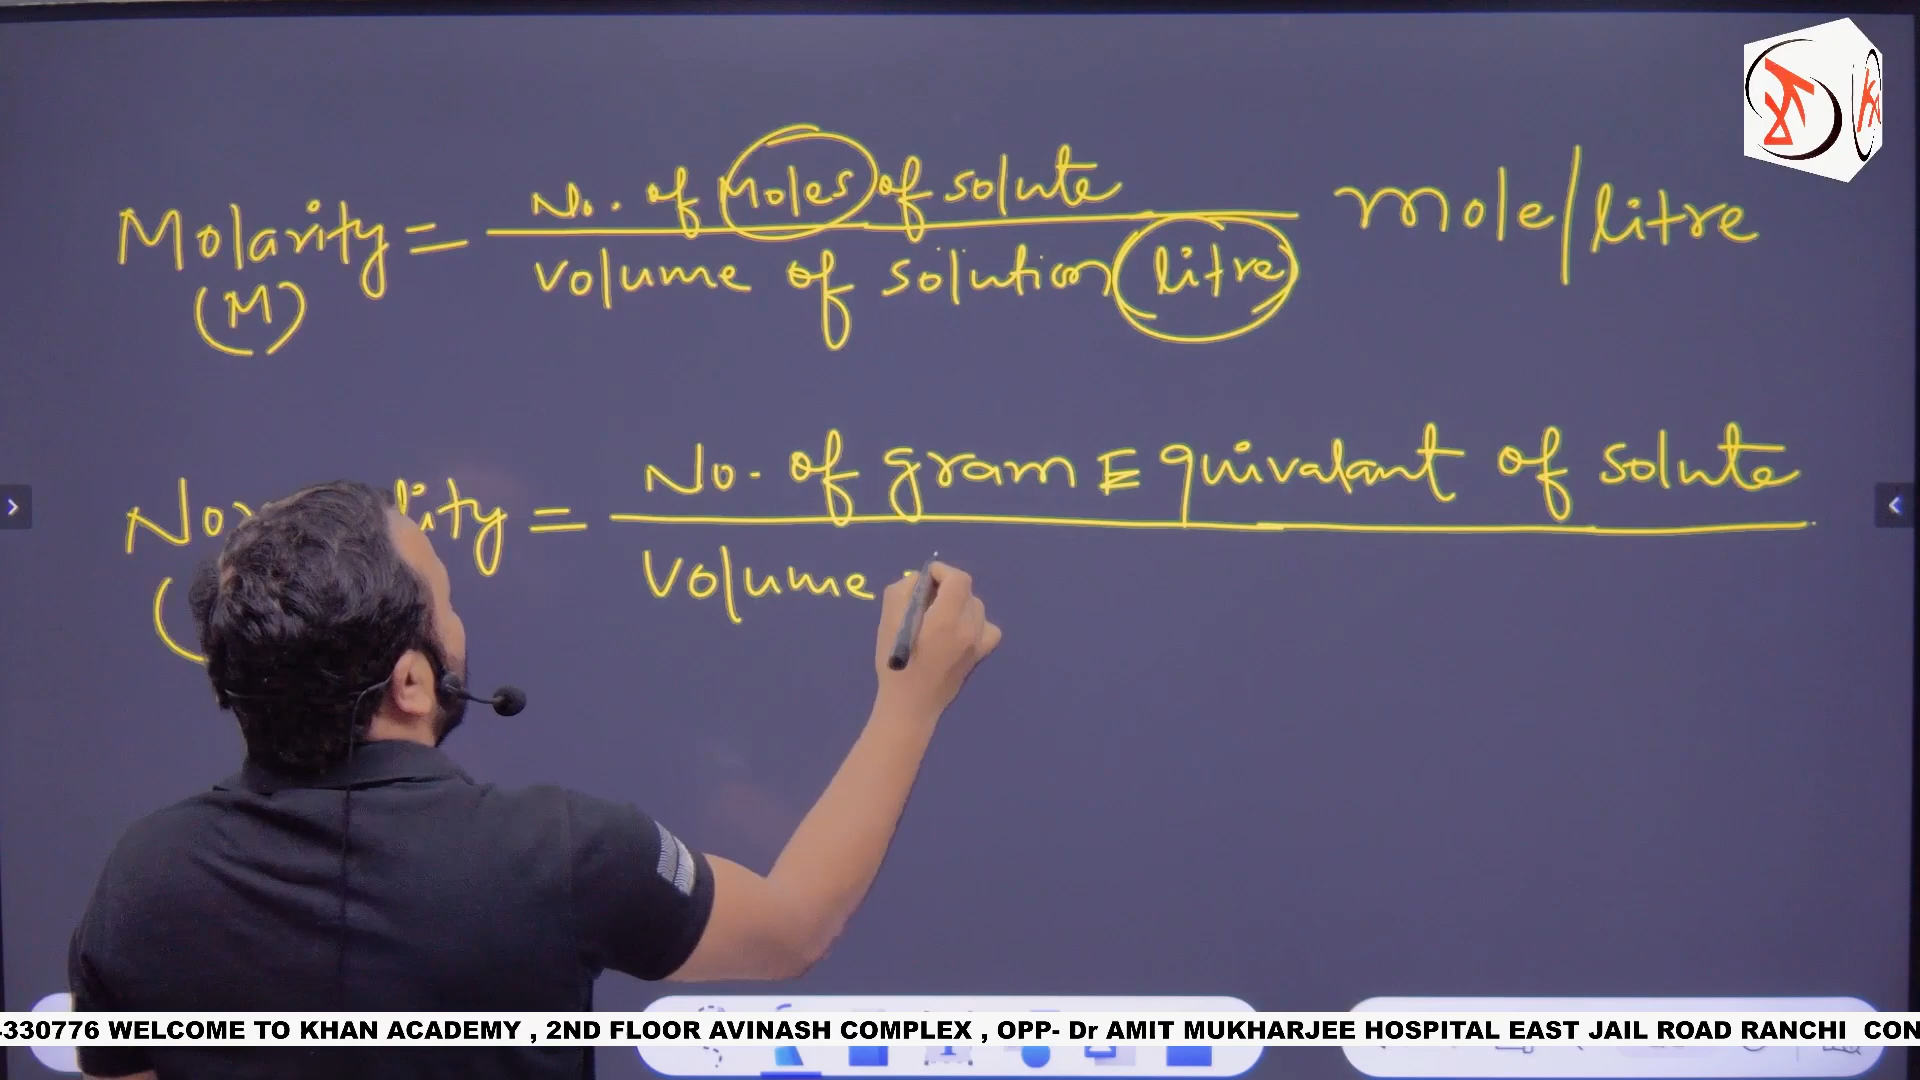 Molarity = No. of Moles of solute / volume of solution litre mole/litre
(M)
= No. of gram Equivalant of solute
Volume
330776 WELCOME TO KHAN ACADEMY , 2ND FLOOR AVINASH COMPLEX , OPP- Dr AMIT MUKHARJEE HOSPITAL EAST JAIL ROAD RANCHI CON